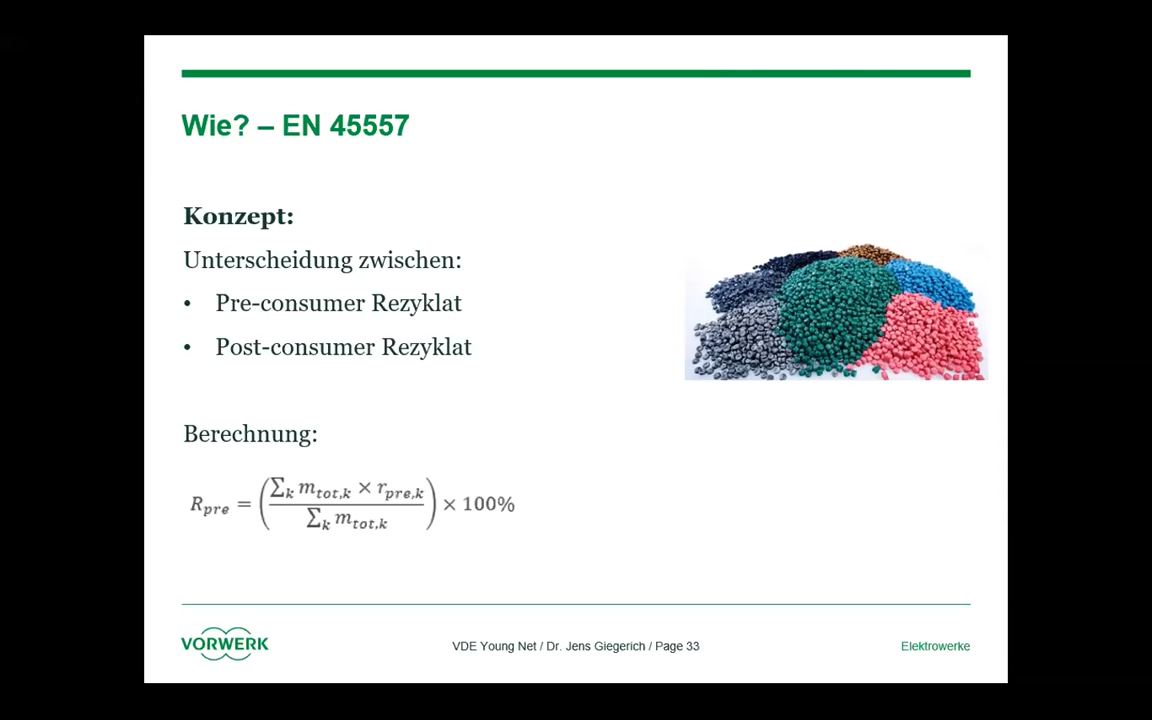 Wie? – EN 45557
Konzept:
Unterscheidung zwischen:
• Pre-consumer Rezyklat
• Post-consumer Rezyklat
Berechnung:
R_pre = (∑_k m_tot,k × r_pre,k / ∑_k m_tot,k) × 100%
VORWERK
VDE Young Net / Dr. Jens Giegerich / Page 33
Elektrowerke